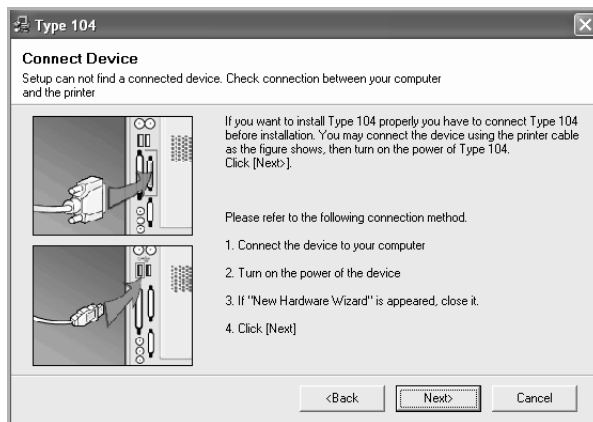 Type 104
Connect Device
Setup can not find a connected device. Check connection between your computer
and the printer
If you want to install Type 104 properly you have to connect Type 104
before installation. You may connect the device using the printer cable
as the figure shows, then turn on the power of Type 104.
Click [Next>].
Please refer to the following connection method.
1. Connect the device to your computer
2. Turn on the power of the device
3. If "New Hardware Wizard" is appeared, close it.
4. Click [Next]
<Back Next> Cancel